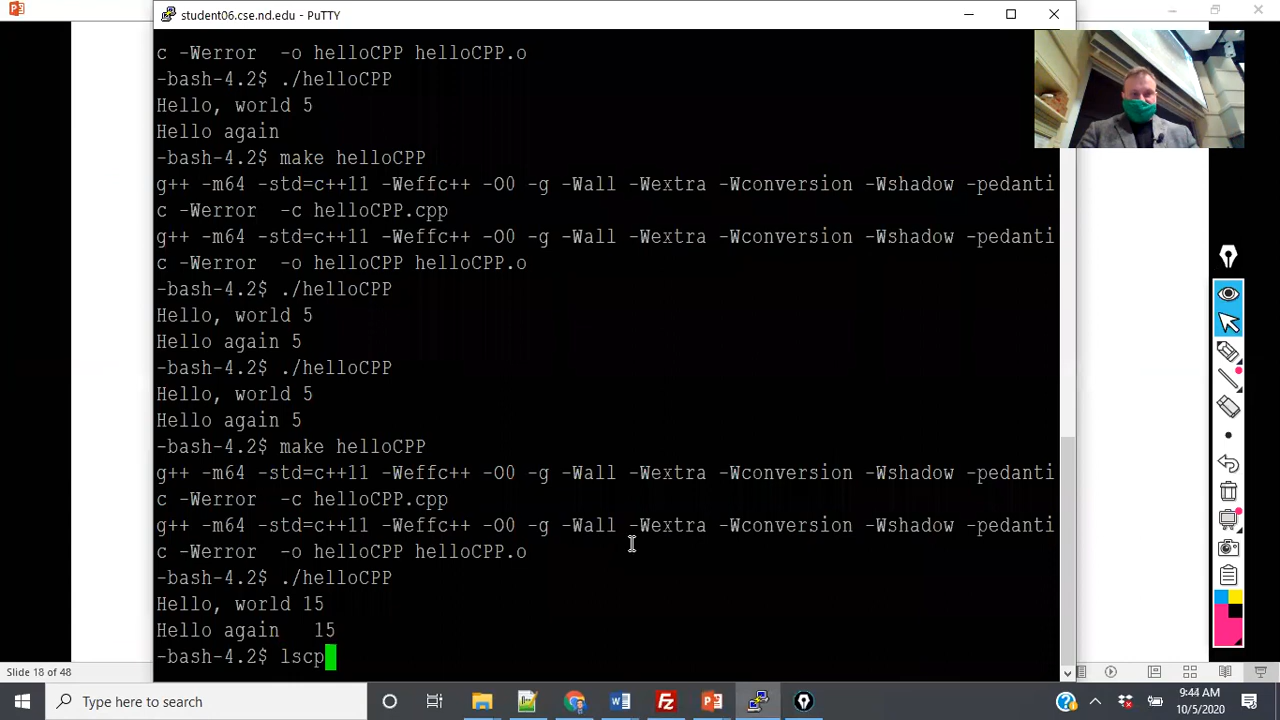 student06.cse.nd.edu - PuTTY
c -Werror  -o helloCPP helloCPP.o
-bash-4.2$ ./helloCPP
Hello, world 5
Hello again
-bash-4.2$ make helloCPP
g++ -m64 -std=c++11 -Weffc++ -O0 -g -Wall -Wextra -Wconversion -Wshadow -pedanti
c -Werror  -c helloCPP.cpp
g++ -m64 -std=c++11 -Weffc++ -O0 -g -Wall -Wextra -Wconversion -Wshadow -pedanti
c -Werror  -o helloCPP helloCPP.o
-bash-4.2$ ./helloCPP
Hello, world 5
Hello again 5
-bash-4.2$ ./helloCPP
Hello, world 5
Hello again 5
-bash-4.2$ make helloCPP
g++ -m64 -std=c++11 -Weffc++ -O0 -g -Wall -Wextra -Wconversion -Wshadow -pedanti
c -Werror  -c helloCPP.cpp
g++ -m64 -std=c++11 -Weffc++ -O0 -g -Wall -Wextra -Wconversion -Wshadow -pedanti
c -Werror  -o helloCPP helloCPP.o
-bash-4.2$ ./helloCPP
Hello, world 15
Hello again   15
-bash-4.2$ lscp
Slide 18 of 48
Type here to search
9:44 AM
10/5/2020